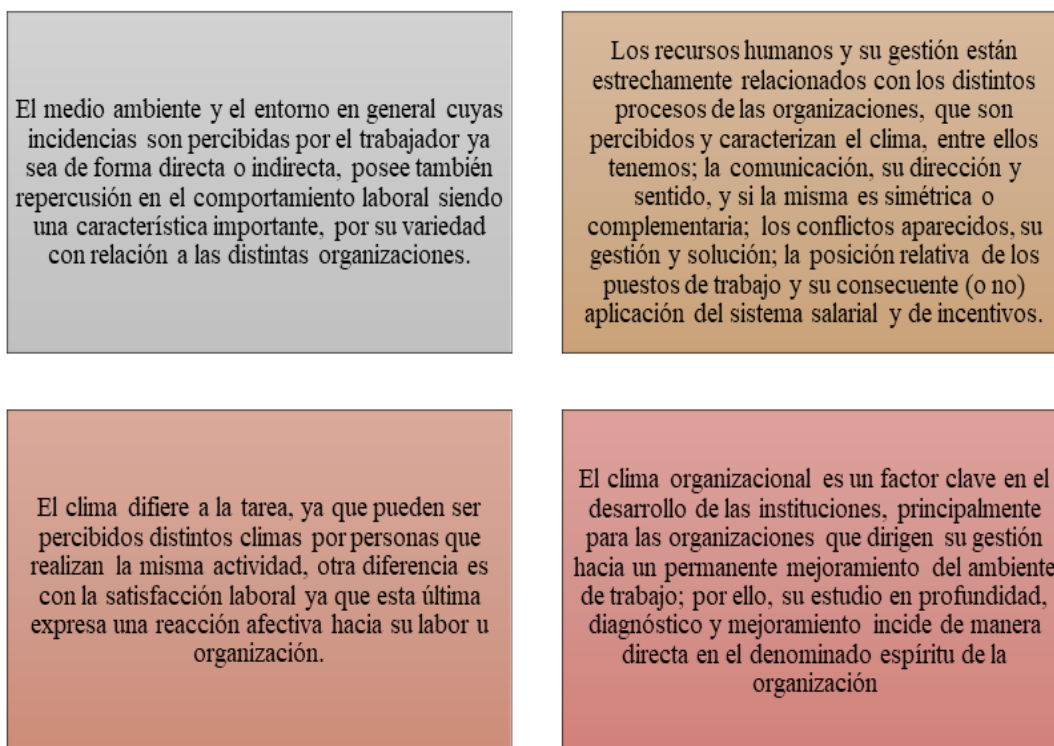 El medio ambiente y el entorno en general cuyas
incidencias son percibidas por el trabajador ya
sea de forma directa o indirecta, posee también
repercusión en el comportamiento laboral siendo
una característica importante, por su variedad
con relación a las distintas organizaciones.
Los recursos humanos y su gestión están
estrechamente relacionados con los distintos
procesos de las organizaciones, que son
percibidos y caracterizan el clima, entre ellos
tenemos; la comunicación, su dirección y
sentido, y si la misma es simétrica o
complementaria; los conflictos aparecidos, su
gestión y solución; la posición relativa de los
puestos de trabajo y su consecuente (o no)
aplicación del sistema salarial y de incentivos.
El clima difiere a la tarea, ya que pueden ser
percibidos distintos climas por personas que
realizan la misma actividad, otra diferencia es
con la satisfacción laboral ya que esta última
expresa una reacción afectiva hacia su labor u
organización.
El clima organizacional es un factor clave en el
desarrollo de las instituciones, principalmente
para las organizaciones que dirigen su gestión
hacia un permanente mejoramiento del ambiente
de trabajo; por ello, su estudio en profundidad,
diagnóstico y mejoramiento incide de manera
directa en el denominado espíritu de la
organización